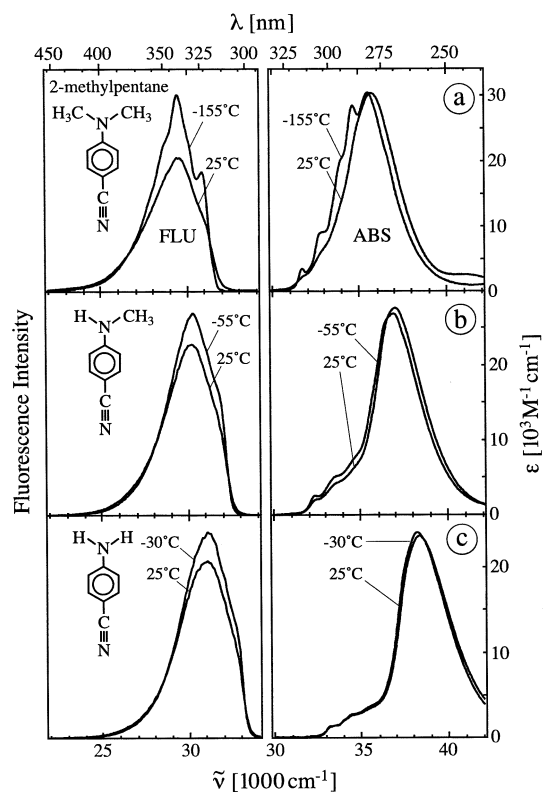 λ [nm]
450 400 350 325 300 325 300 275 250
2-methylpentane
H₃C CH₃
N
C
N
-155°C
25°C
FLU
a
-155°C
25°C
ABS
30
20
10
0
H CH₃
N
C
N
-55°C
25°C
b
-55°C
25°C
20
10
0
H H
N
C
N
-30°C
25°C
c
-30°C
25°C
20
10
0
Fluorescence Intensity
ε [10³M⁻¹cm⁻¹]
25 30 30 35 40
ν̃ [1000 cm⁻¹]